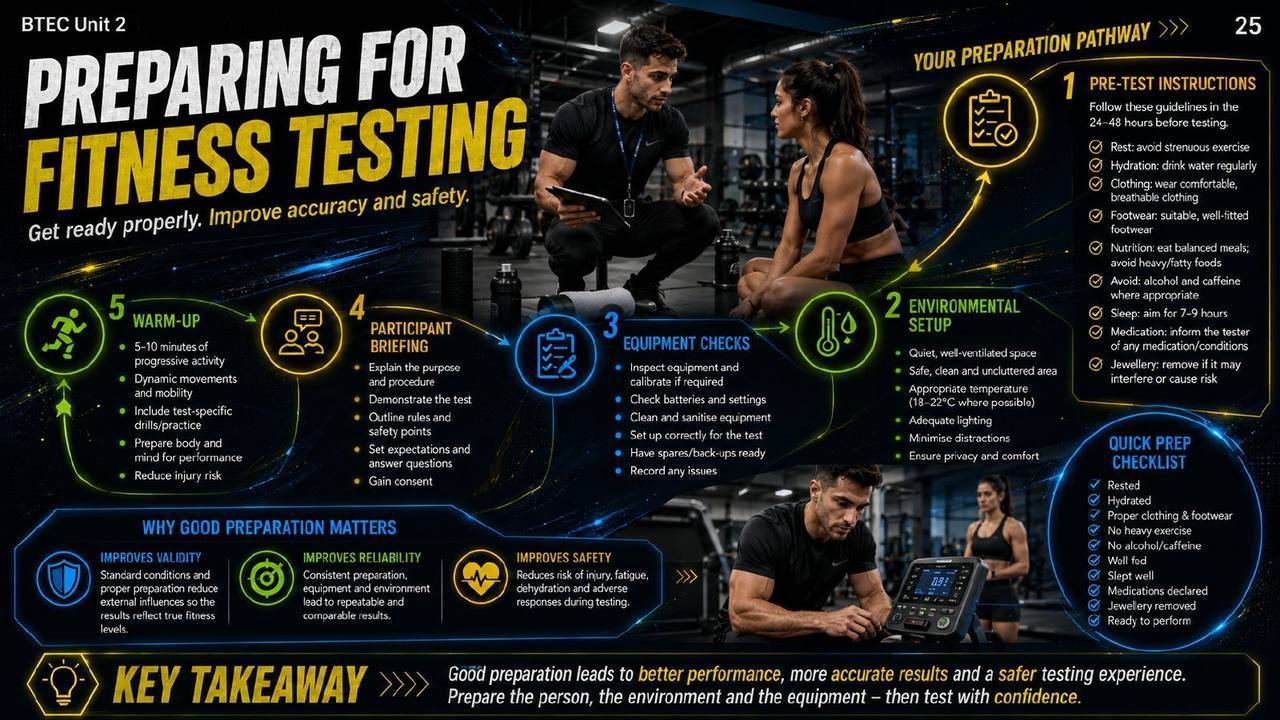 BTEC Unit 2
25
PREPARING FOR
FITNESS TESTING
Get ready properly. Improve accuracy and safety.
YOUR PREPARATION PATHWAY
1 PRE-TEST INSTRUCTIONS
Follow these guidelines in the
24–48 hours before testing.
Rest: avoid strenuous exercise
Hydration: drink water regularly
Clothing: wear comfortable,
breathable clothing
Footwear: suitable, well-fitted
footwear
Nutrition: eat balanced meals;
avoid heavy/fatty foods
Avoid: alcohol and caffeine
where appropriate
Sleep: aim for 7–9 hours
Medication: inform the tester
of any medication/conditions
Jewellery: remove if it may
interfere or cause risk
2 ENVIRONMENTAL
SETUP
Quiet, well-ventilated space
Safe, clean and uncluttered area
Appropriate temperature
(18–22°C where possible)
Adequate lighting
Minimise distractions
Ensure privacy and comfort
3 EQUIPMENT CHECKS
Inspect equipment and
calibrate if required
Check batteries and settings
Clean and sanitise equipment
Set up correctly for the test
Have spares/back-ups ready
Record any issues
4 PARTICIPANT
BRIEFING
Explain the purpose
and procedure
Demonstrate the test
Outline rules and
safety points
Set expectations and
answer questions
Gain consent
5 WARM-UP
5-10 minutes of
progressive activity
Dynamic movements
and mobility
Include test-specific
drills/practice
Prepare body and
mind for performance
Reduce injury risk
QUICK PREP
CHECKLIST
Rested
Hydrated
Proper clothing & footwear
No heavy exercise
No alcohol/caffeine
Well fed
Slept well
Medications declared
Jewellery removed
Ready to perform
WHY GOOD PREPARATION MATTERS
IMPROVES VALIDITY
Standard conditions and
proper preparation reduce
external influences so the
results reflect true fitness
levels.
IMPROVES RELIABILITY
Consistent preparation,
equipment and environment
lead to repeatable and
comparable results.
IMPROVES SAFETY
Reduces risk of injury, fatigue,
dehydration and adverse
responses during testing.
KEY TAKEAWAY
Good preparation leads to better performance, more accurate results and a safer testing experience.
Prepare the person, the environment and the equipment – then test with confidence.